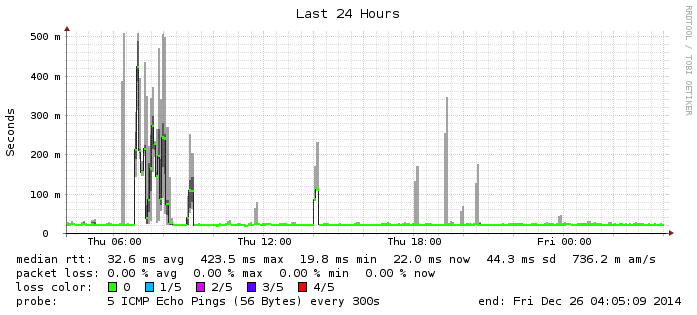 Last 24 Hours
RRDTOOL / TOBI OETIKER
Seconds
500 m
400 m
300 m
200 m
100 m
0
Thu 06:00 Thu 12:00 Thu 18:00 Fri 00:00
median rtt: 32.6 ms avg 423.5 ms max 19.8 ms min 22.0 ms now 44.3 ms sd 736.2 m am/s
packet loss: 0.00 % avg 0.00 % max 0.00 % min 0.00 % now
loss color: 0 1/5 2/5 3/5 4/5
probe: 5 ICMP Echo Pings (56 Bytes) every 300s end: Fri Dec 26 04:05:09 2014